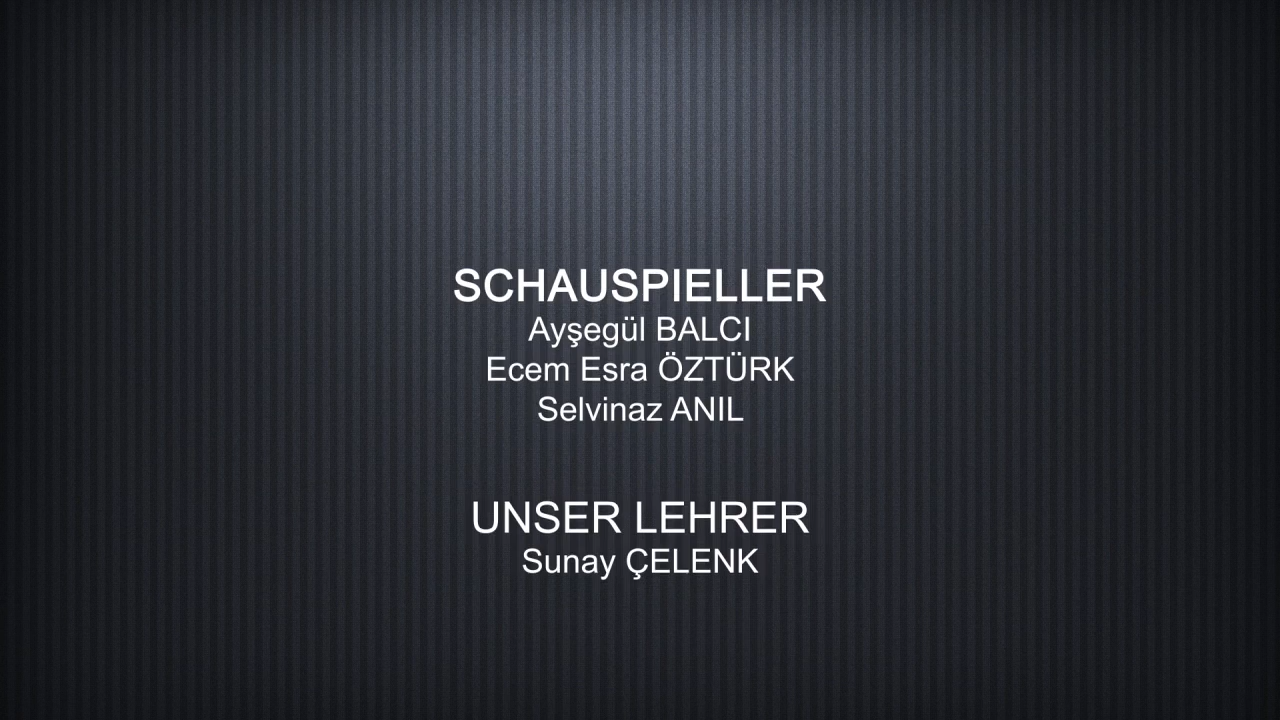 SCHAUSPIELLER
Ayşegül BALCI
Ecem Esra ÖZTÜRK
Selvinaz ANIL
UNSER LEHRER
Sunay ÇELENK